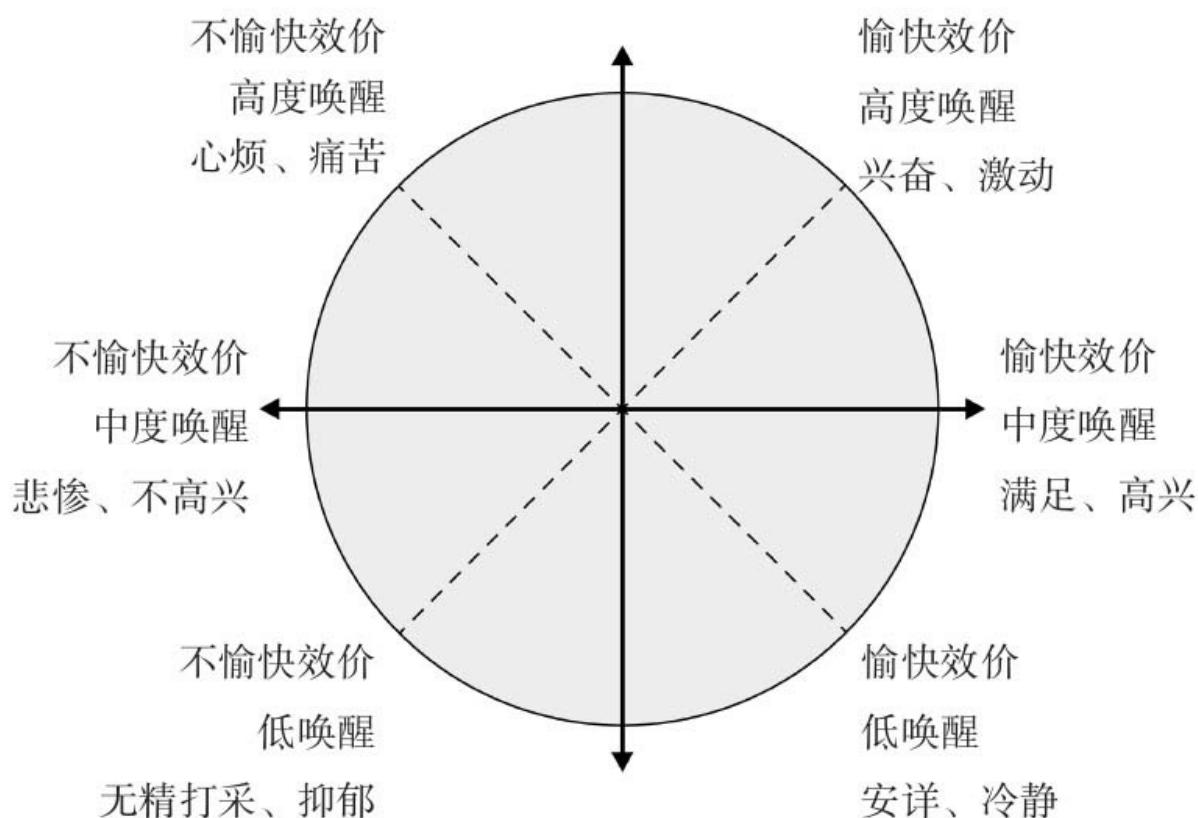 不愉快效价
高度唤醒
心烦、痛苦
愉快效价
高度唤醒
兴奋、激动
不愉快效价
中度唤醒
悲惨、不高兴
愉快效价
中度唤醒
满足、高兴
不愉快效价
低唤醒
无精打采、抑郁
愉快效价
低唤醒
安详、冷静